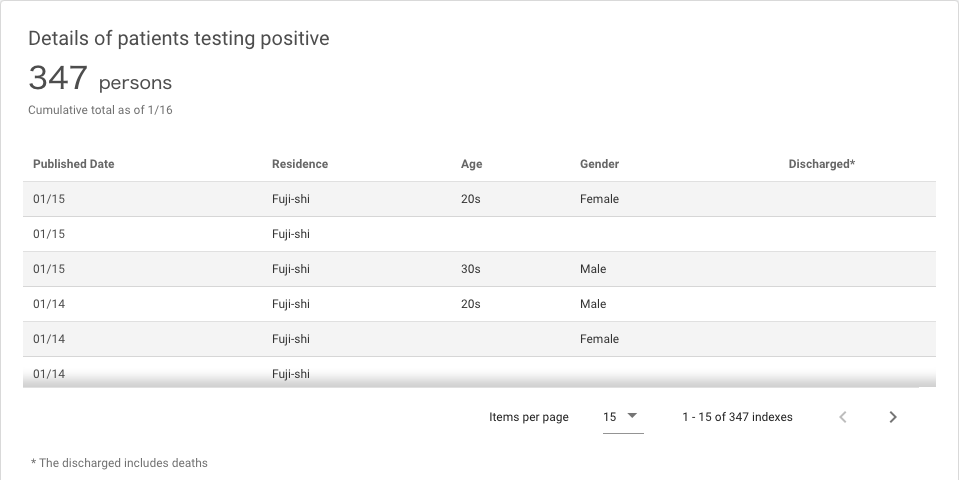 Details of patients testing positive
347 persons
Cumulative total as of 1/16
Published Date Residence Age Gender Discharged*
01/15 Fuji-shi 20s Female
01/15 Fuji-shi
01/15 Fuji-shi 30s Male
01/14 Fuji-shi 20s Male
01/14 Fuji-shi Female
01/14 Fuji-shi
Items per page 15 1 - 15 of 347 indexes
* The discharged includes deaths